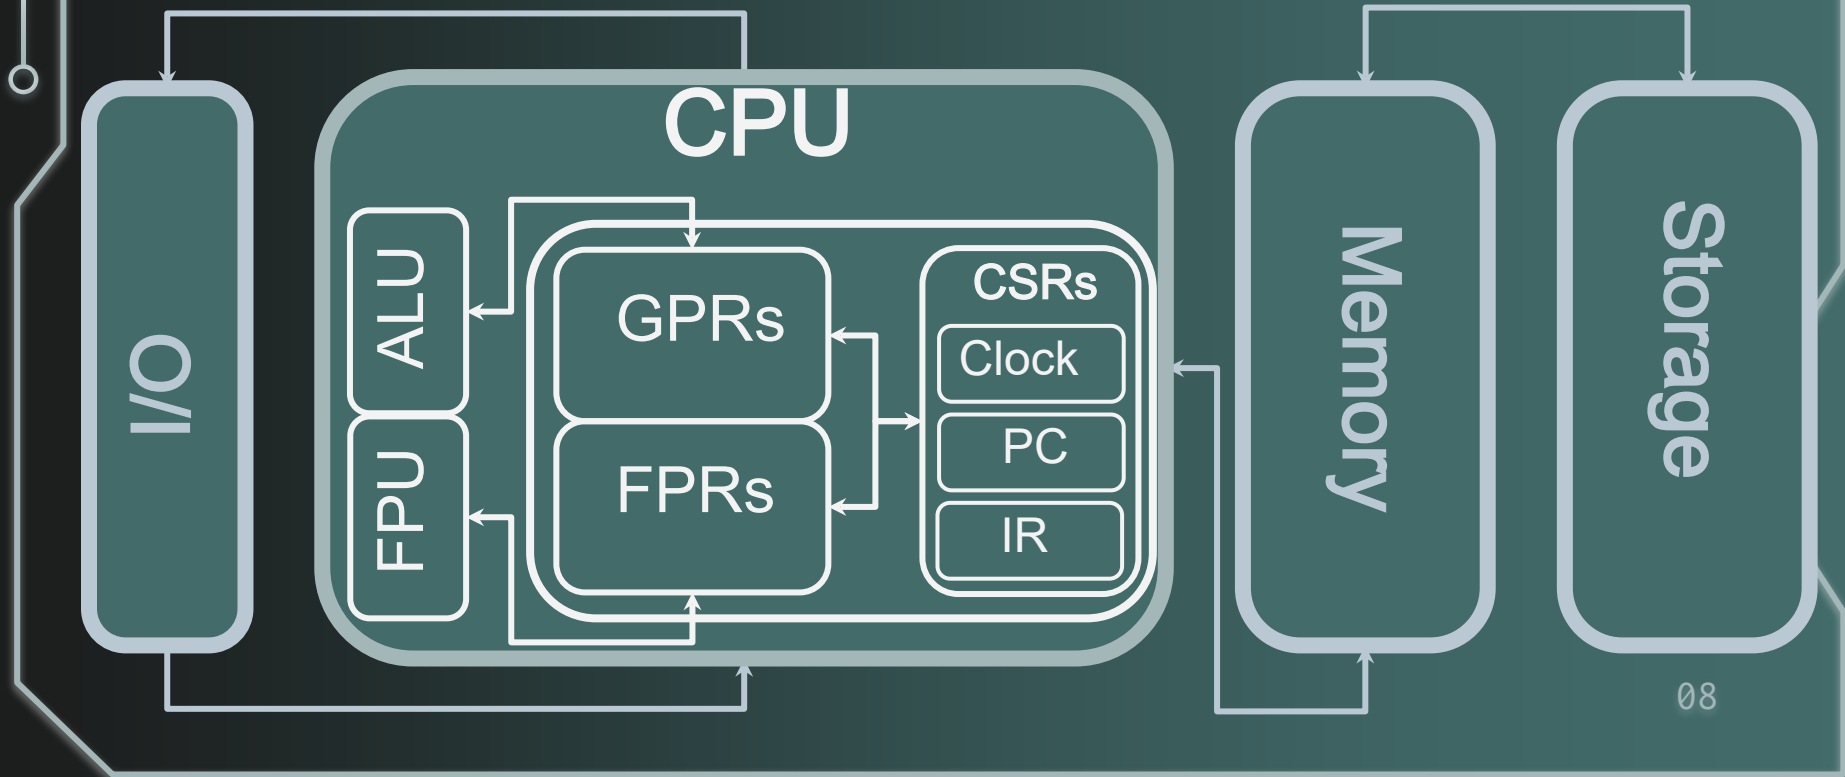 CPU
I/O
ALU
FPU
GPRs
FPRs
CSRs
Clock
PC
IR
Memory
Storage
08